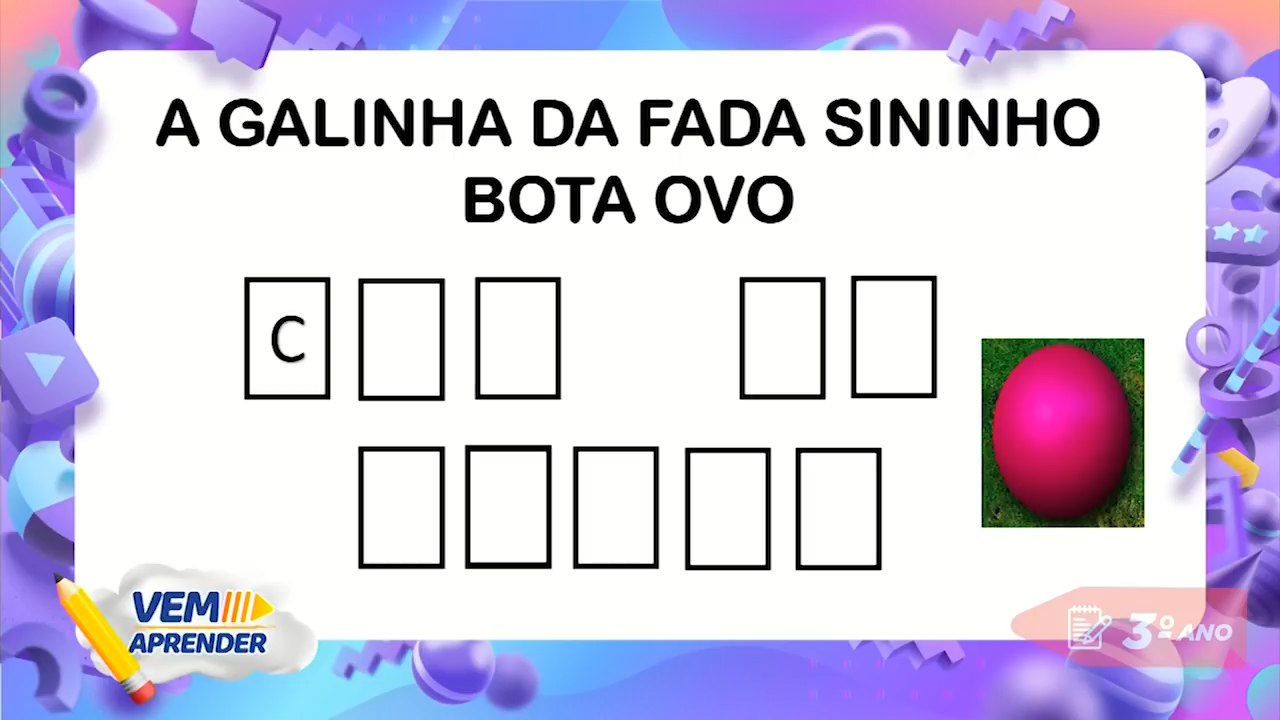 A GALINHA DA FADA SININHO
BOTA OVO
C
VEM
APRENDER
3º ANO